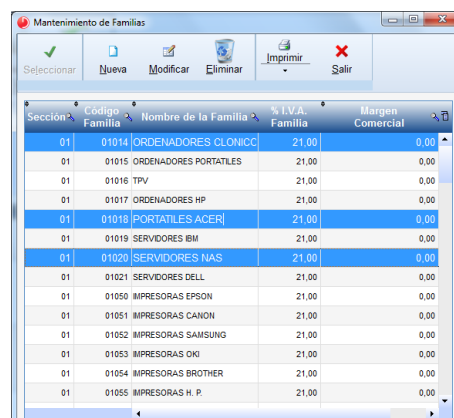 Mantenimiento de Familias
Seleccionar Nueva Modificar Eliminar Imprimir Salir
Sección Código Familia Nombre de la Familia % I.V.A. Familia Margen Comercial
01 01014 ORDENADORES CLONICC 21,00 0,00
01 01015 ORDENADORES PORTATILES 21,00 0,00
01 01016 TPV 21,00 0,00
01 01017 ORDENADORES HP 21,00 0,00
01 01018 PORTATILES ACER 21,00 0,00
01 01019 SERVIDORES IBM 21,00 0,00
01 01020 SERVIDORES NAS 21,00 0,00
01 01021 SERVIDORES DELL 21,00 0,00
01 01050 IMPRESORAS EPSON 21,00 0,00
01 01051 IMPRESORAS CANON 21,00 0,00
01 01052 IMPRESORAS SAMSUNG 21,00 0,00
01 01053 IMPRESORAS OKI 21,00 0,00
01 01054 IMPRESORAS BROTHER 21,00 0,00
01 01055 IMPRESORAS H. P. 21,00 0,00